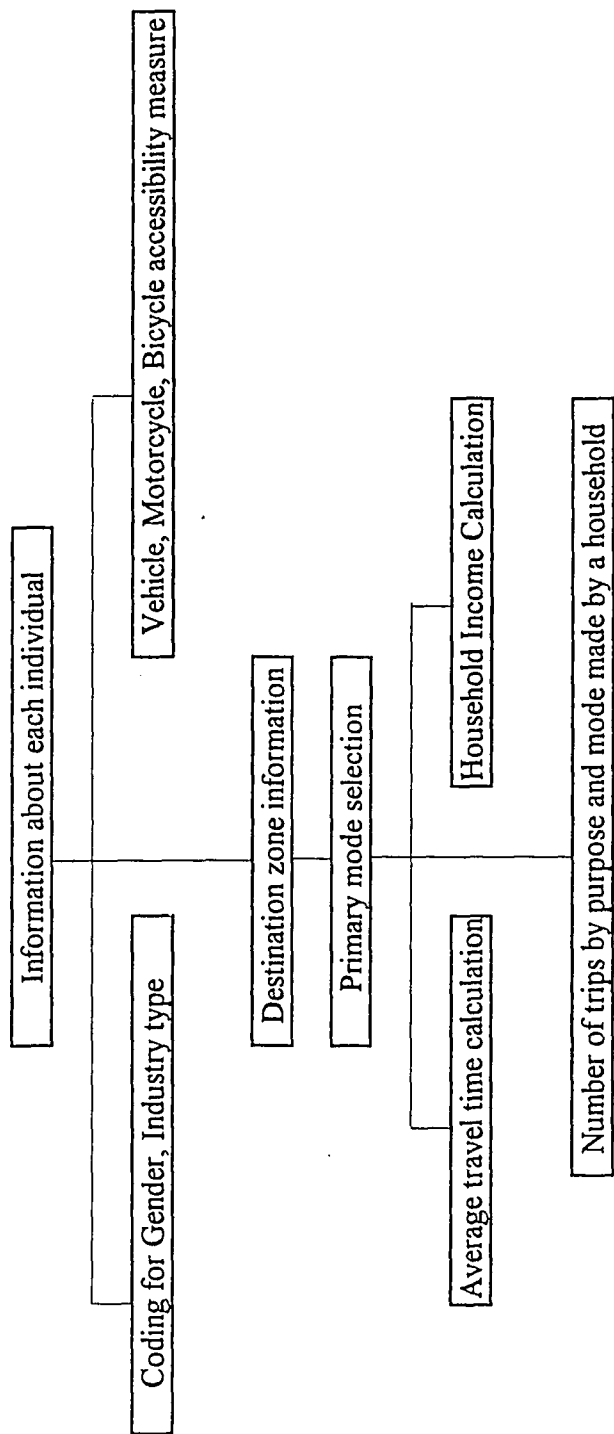 Information about each individual
Coding for Gender, Industry type
Vehicle, Motorcycle, Bicycle accessibility measure
Destination zone information
Primary mode selection
Average travel time calculation
Household Income Calculation
Number of trips by purpose and mode made by a household